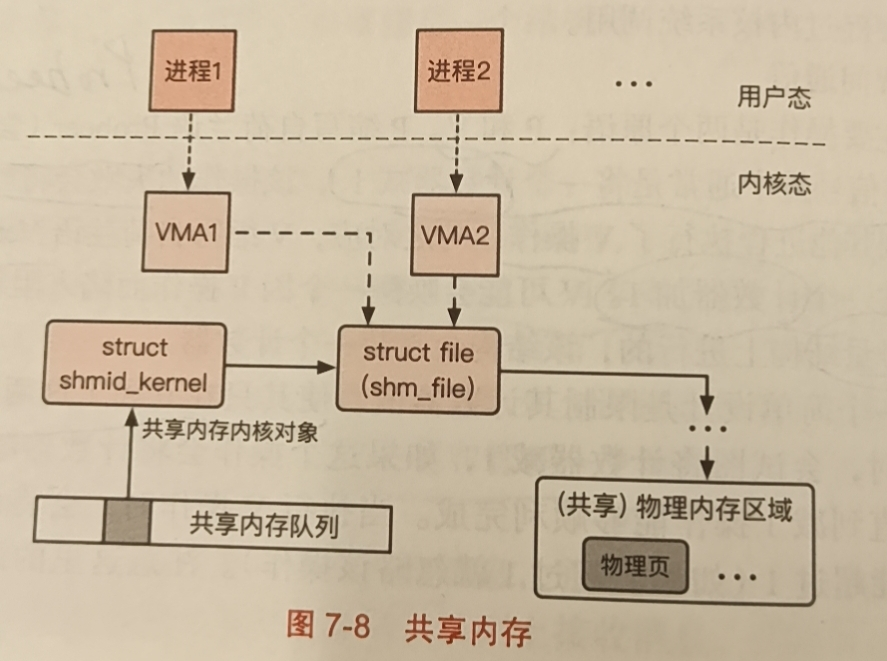 进程1
进程2
...
用户态
内核态
VMA1
VMA2
struct
shmid_kernel
struct file
(shm_file)
共享内存内核对象
...
共享内存队列
(共享) 物理内存区域
物理页
...
图 7-8 共享内存